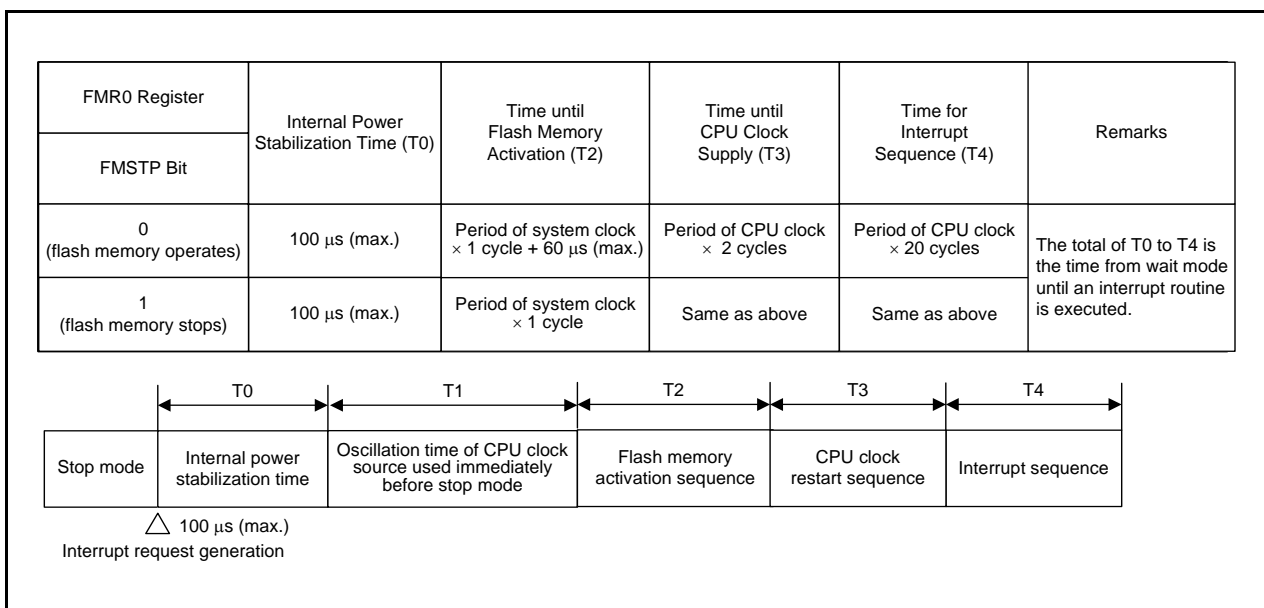 FMR0 Register
FMSTP Bit
Internal Power
Stabilization Time (T0)
Time until
Flash Memory
Activation (T2)
Time until
CPU Clock
Supply (T3)
Time for
Interrupt
Sequence (T4)
Remarks
0
(flash memory operates)
100 μs (max.)
Period of system clock
× 1 cycle + 60 μs (max.)
Period of CPU clock
× 2 cycles
Period of CPU clock
× 20 cycles
The total of T0 to T4 is
the time from wait mode
until an interrupt routine
is executed.
1
(flash memory stops)
100 μs (max.)
Period of system clock
× 1 cycle
Same as above
Same as above
T0
T1
T2
T3
T4
Stop mode
Internal power
stabilization time
Oscillation time of CPU clock
source used immediately
before stop mode
Flash memory
activation sequence
CPU clock
restart sequence
Interrupt sequence
100 μs (max.)
Interrupt request generation